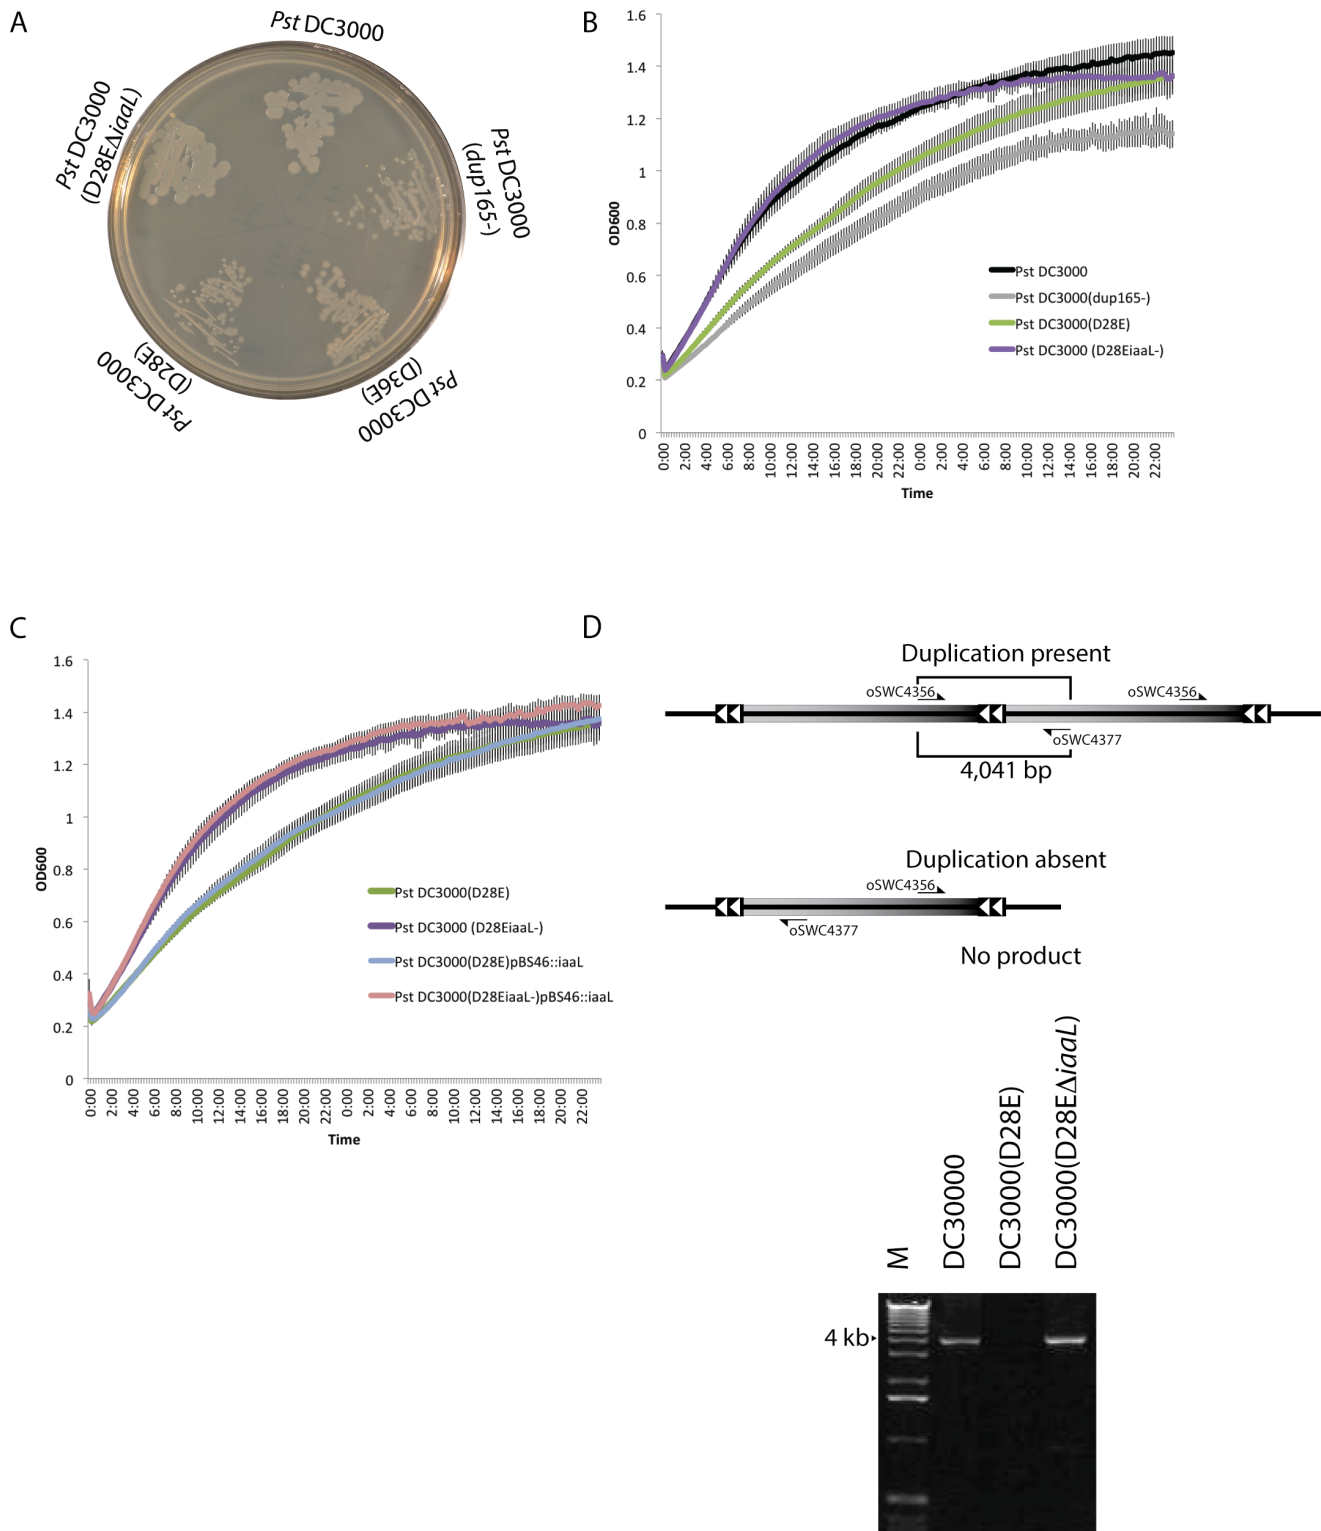 A
Pst DC3000
Pst DC3000
(D28EΔiaaL)
Pst DC3000
(dup165-)
Pst DC3000
(D28E)
Pst DC3000
(D36E)
B
1.6
1.4
1.2
1
0.8
0.6
0.4
0.2
0
OD600
Pst DC3000
Pst DC3000(dup165-)
Pst DC3000(D28E)
Pst DC3000 (D28EiaaL-)
0:00 2:00 4:00 6:00 8:00 10:00 12:00 14:00 16:00 18:00 20:00 22:00 0:00 2:00 4:00 6:00 8:00 10:00 12:00 14:00 16:00 18:00 20:00 22:00
Time
C
1.6
1.4
1.2
1
0.8
0.6
0.4
0.2
0
OD600
Pst DC3000(D28E)
Pst DC3000 (D28EiaaL-)
Pst DC3000(D28E)pBS46::iaaL
Pst DC3000(D28EiaaL-)pBS46::iaaL
0:00 2:00 4:00 6:00 8:00 10:00 12:00 14:00 16:00 18:00 20:00 22:00 0:00 2:00 4:00 6:00 8:00 10:00 12:00 14:00 16:00 18:00 20:00 22:00
Time
D
Duplication present
oSWC4356
oSWC4356
oSWC4377
4,041 bp
Duplication absent
oSWC4356
oSWC4377
No product
M
DC30000
DC3000(D28E)
DC3000(D28EΔiaaL)
4 kb